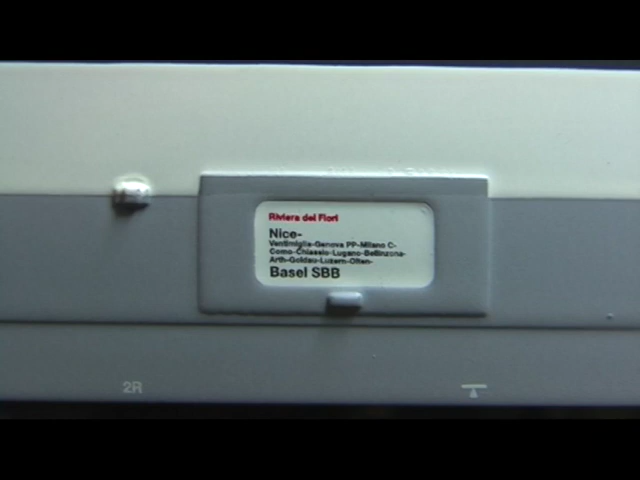 Riviera dei Fiori
Nice-
Ventimiglia-Genova PP-Milano C-
Como-Chiasso-Lugano-Bellinzona-
Arth-Goldau-Luzern-Olten-
Basel SBB
2R